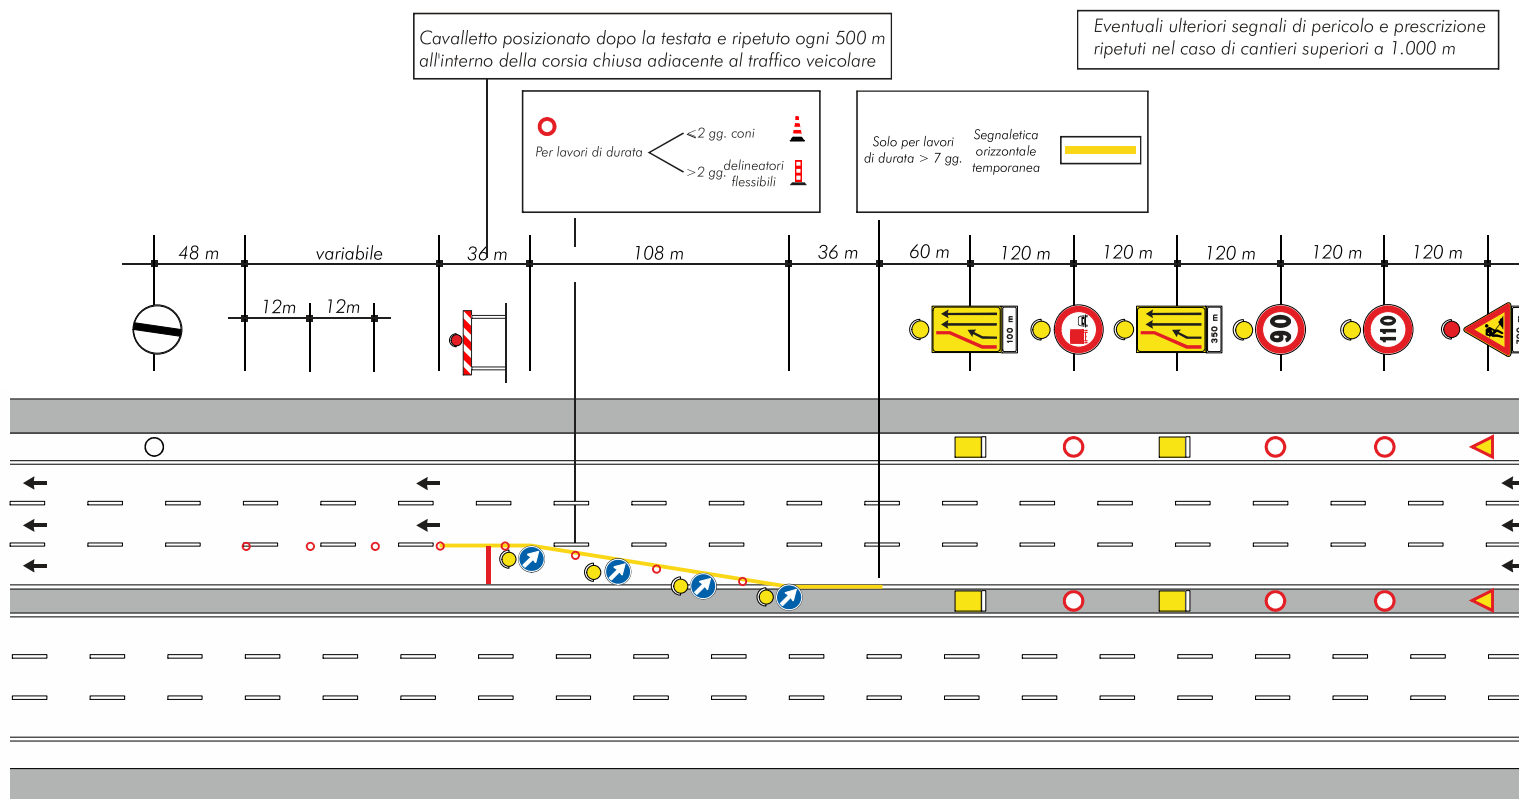 Cavalletto posizionato dopo la testata e ripetuto ogni 500 m
all'interno della corsia chiusa adiacente al traffico veicolare
Eventuali ulteriori segnali di pericolo e prescrizione
ripetuti nel caso di cantieri superiori a 1.000 m
Per lavori di durata
<2 gg. coni
>2 gg. delineatori
flessibili
Solo per lavori
di durata > 7 gg.
Segnaletica
orizzontale
temporanea
48 m
variabile
36 m
108 m
36 m
60 m
120 m
120 m
120 m
120 m
120 m
12m
12m
100 m
350 m
90
110